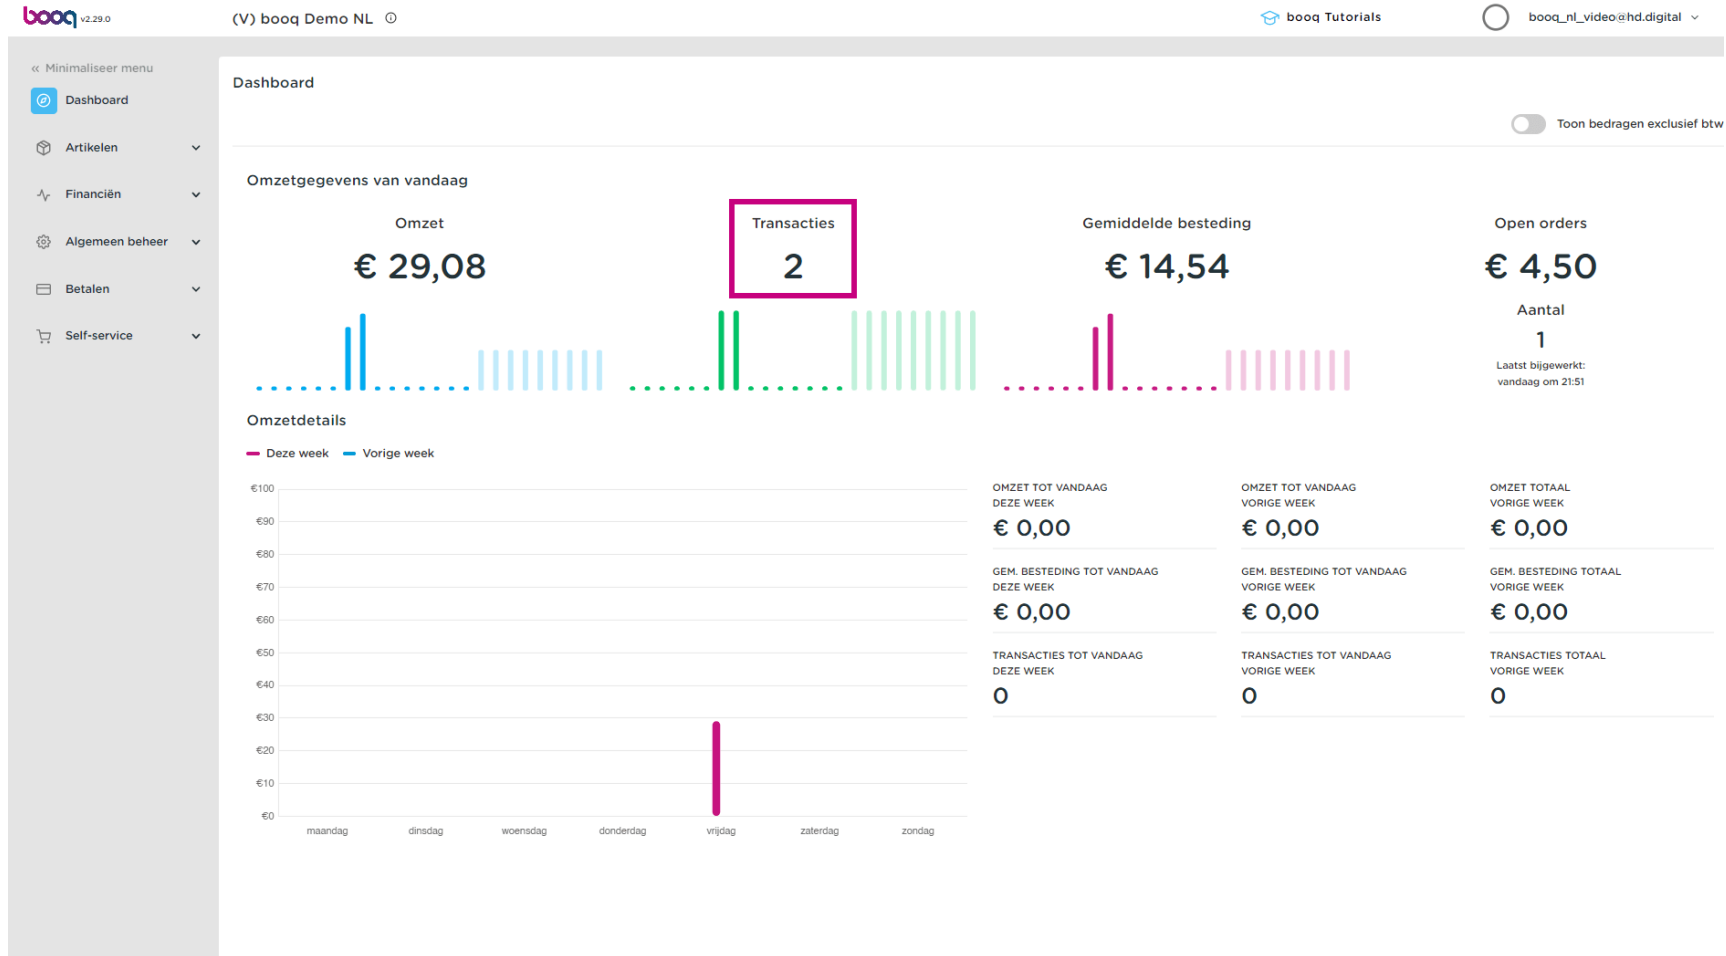 booq v2.29.0
(V) booq Demo NL
booq Tutorials
booq_nl_video@hd.digital
« Minimaliseer menu
Dashboard
Artikelen
Financiën
Algemeen beheer
Betalen
Self-service
Dashboard
Toon bedragen exclusief btw
Omzetgegevens van vandaag
Omzet
€ 29,08
Transacties
2
Gemiddelde besteding
€ 14,54
Open orders
€ 4,50
Aantal
1
Laatst bijgewerkt:
vandaag om 21:51
Omzetdetails
Deze week
Vorige week
€100
€90
€80
€70
€60
€50
€40
€30
€20
€10
€0
maandag
dinsdag
woensdag
donderdag
vrijdag
zaterdag
zondag
OMZET TOT VANDAAG
DEZE WEEK
€ 0,00
OMZET TOT VANDAAG
VORIGE WEEK
€ 0,00
OMZET TOTAAL
VORIGE WEEK
€ 0,00
GEM. BESTEDING TOT VANDAAG
DEZE WEEK
€ 0,00
GEM. BESTEDING TOT VANDAAG
VORIGE WEEK
€ 0,00
GEM. BESTEDING TOTAAL
VORIGE WEEK
€ 0,00
TRANSACTIES TOT VANDAAG
DEZE WEEK
0
TRANSACTIES TOT VANDAAG
VORIGE WEEK
0
TRANSACTIES TOTAAL
VORIGE WEEK
0